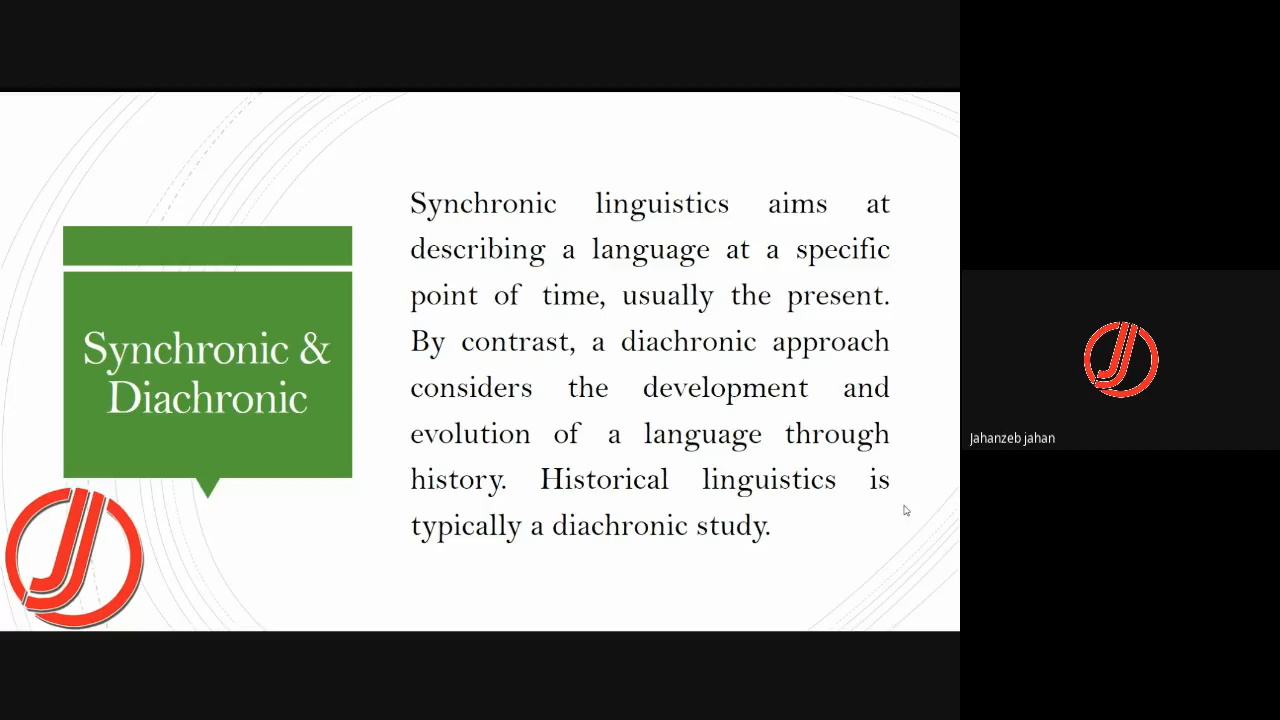 Synchronic &
Diachronic
Synchronic linguistics aims at
describing a language at a specific
point of time, usually the present.
By contrast, a diachronic approach
considers the development and
evolution of a language through
history. Historical linguistics is
typically a diachronic study.
Jahanzeb jahan